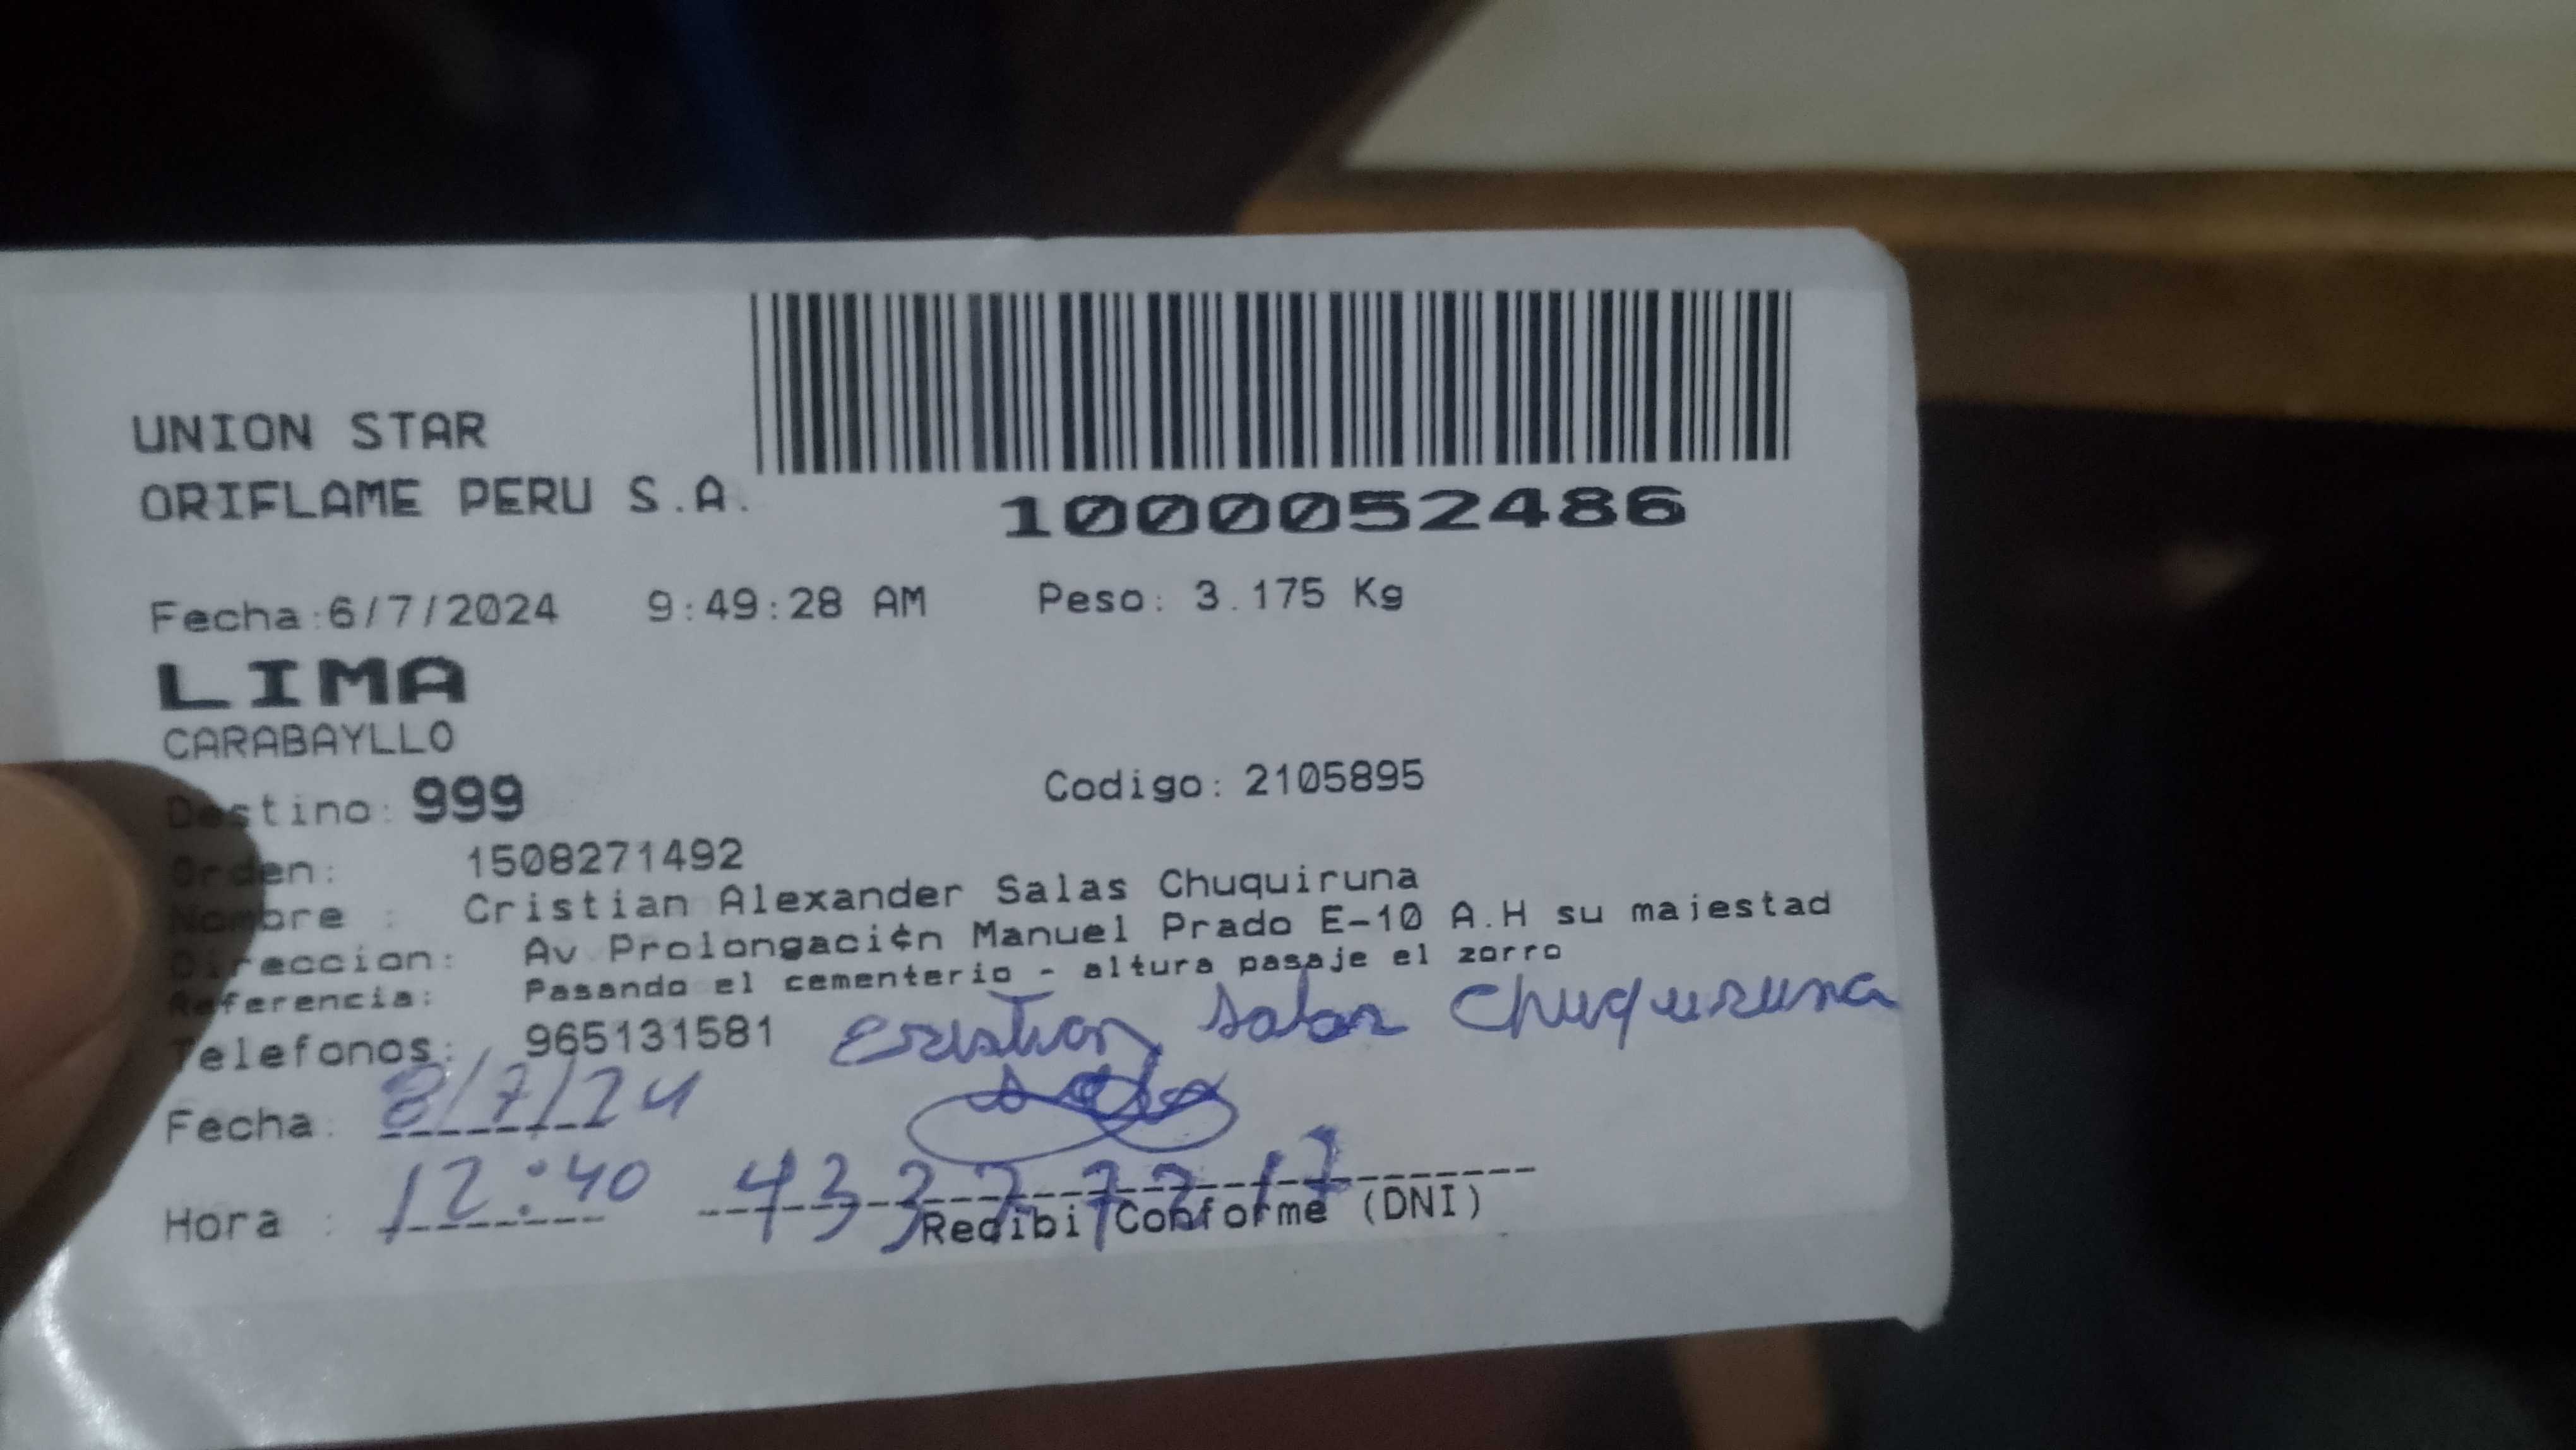 UNION STAR
ORIFLAME PERU S.A.
1000052486
Fecha:6/7/2024 9:49:28 AM Peso: 3.175 Kg
LIMA
CARABAYLLO
Destino: 999 Codigo: 2105895
Orden: 1508271492
Nombre : Cristian Alexander Salas Chuquiruna
Direccion: Av Prolongaci¢n Manuel Prado E-10 A.H su majestad
Referencia: Pasando el cementerio - altura pasaje el zorro
Telefonos: 965131581 Cristian Salas Chuquiruna
Fecha: 8/7/24
Hora : 12:40
Recibi Conforme (DNI)